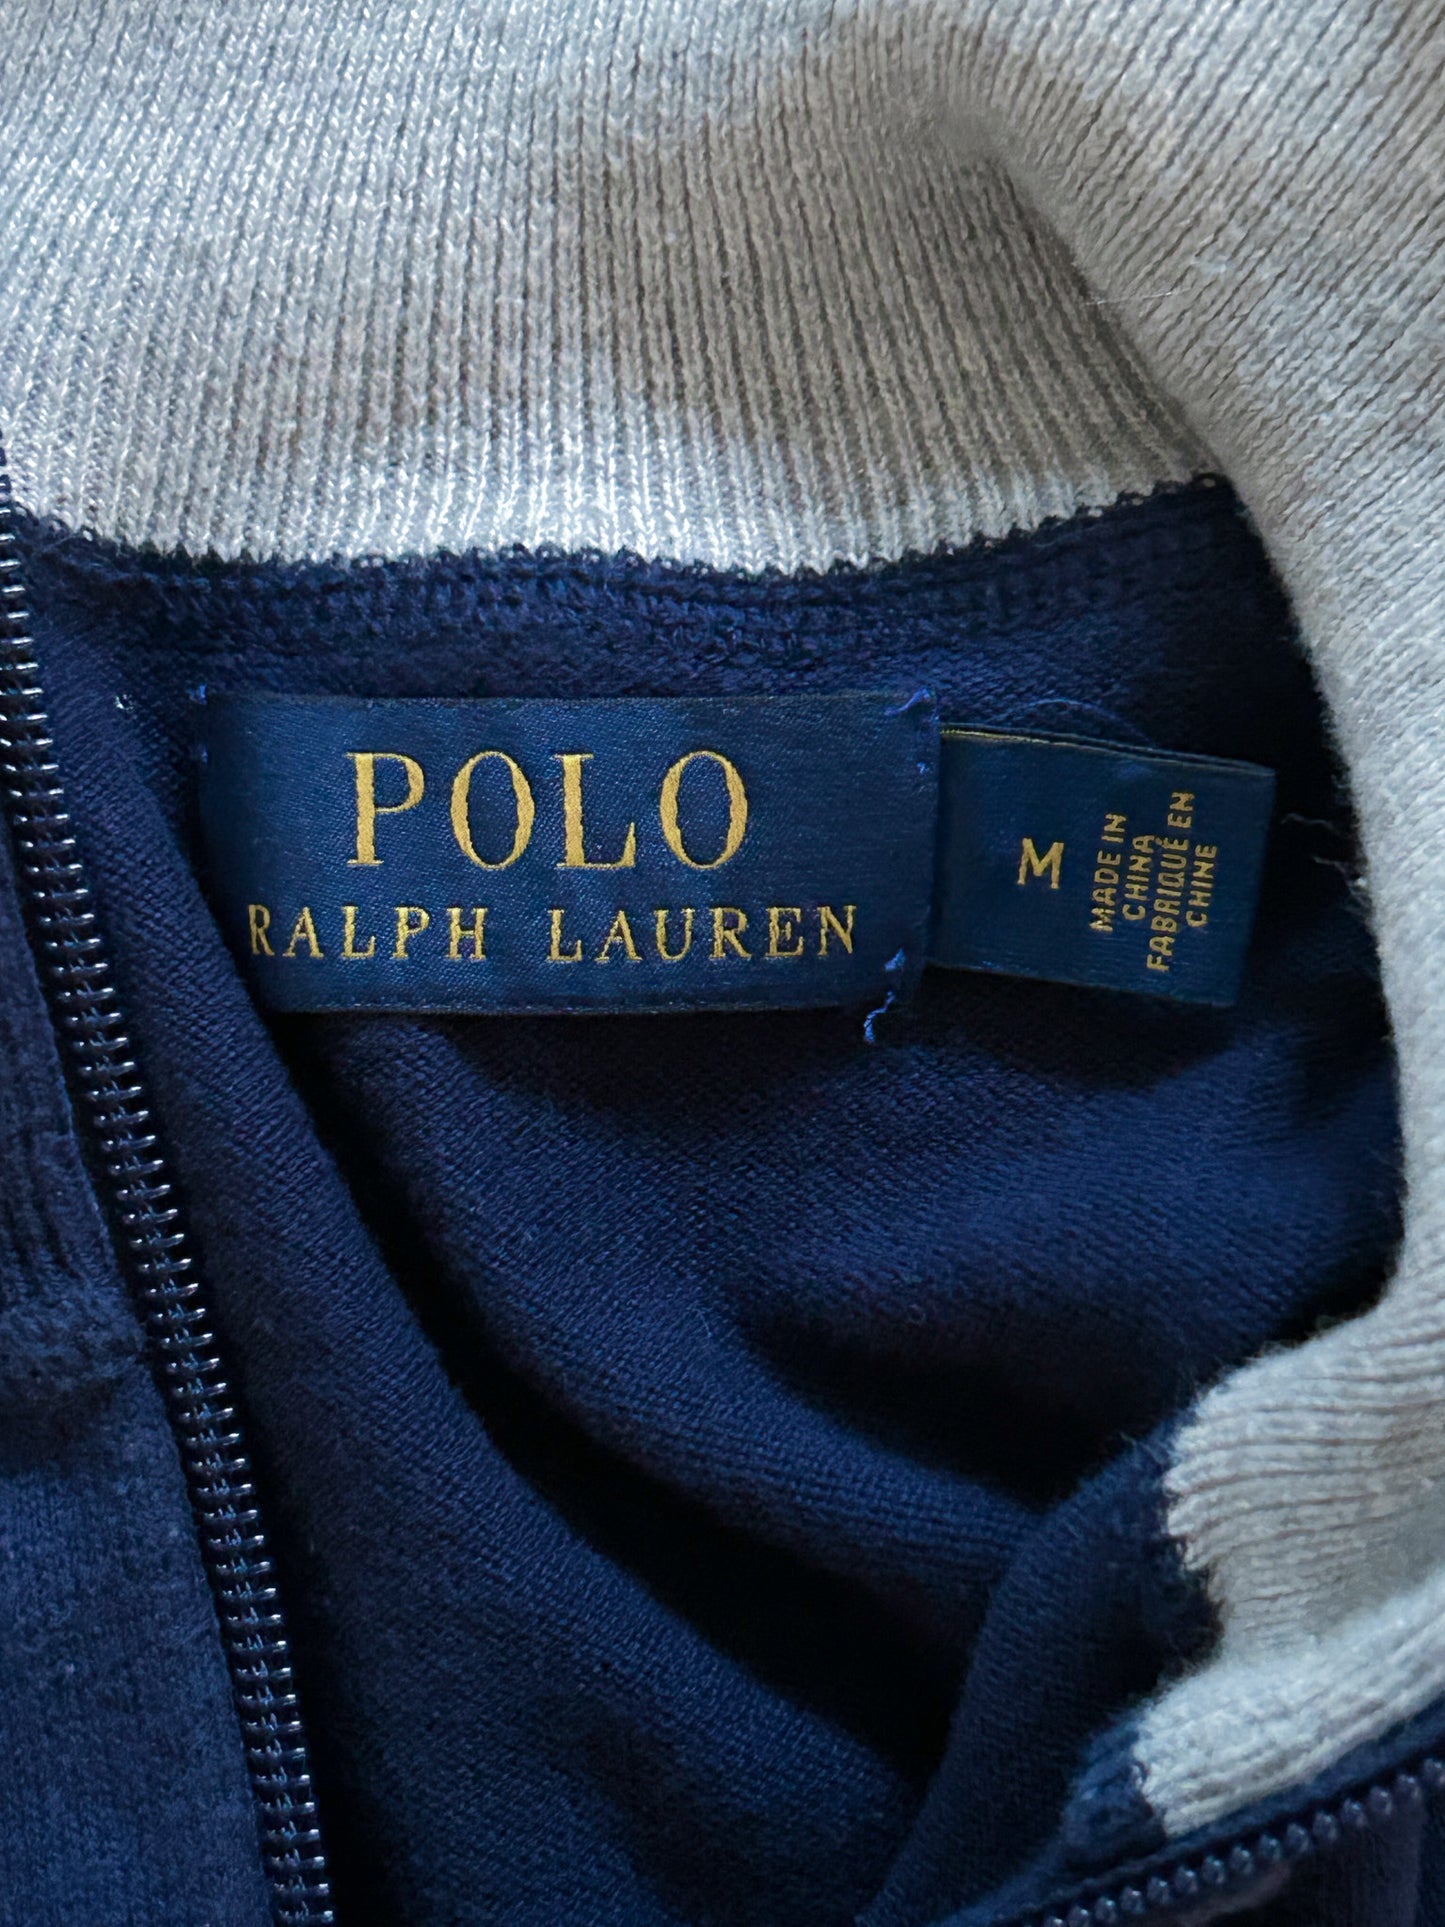 POLO
RALPH LAUREN
M
MADE IN
CHINA
FABRIQUÉ EN
CHINE